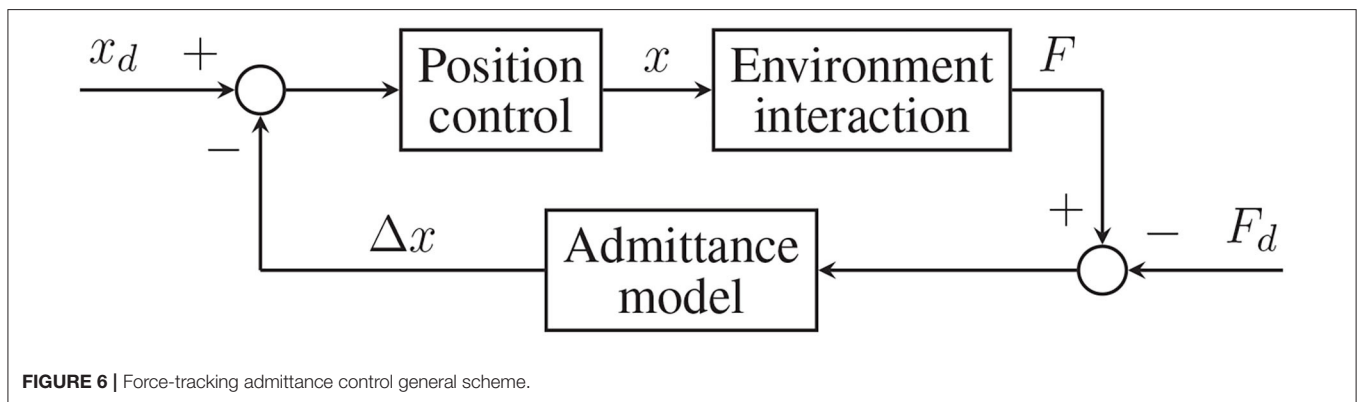 x_d
+
Position
control
x
Environment
interaction
F
−
Δx
Admittance
model
+
−
F_d
FIGURE 6 | Force-tracking admittance control general scheme.